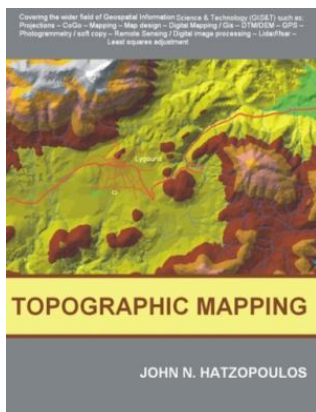 Covering the wider field of Geospatial Information Science & Technology (GIS&T) such as:
Projections – CoGo – Mapping – Map design – Digital Mapping / Gis – DTM/DEM – GPS –
Photogrammetry / soft copy – Remote Sensing / Digital image processing – Lidar/Ifsar –
Least squares adjustment
TOPOGRAPHIC MAPPING
JOHN N. HATZOPOULOS